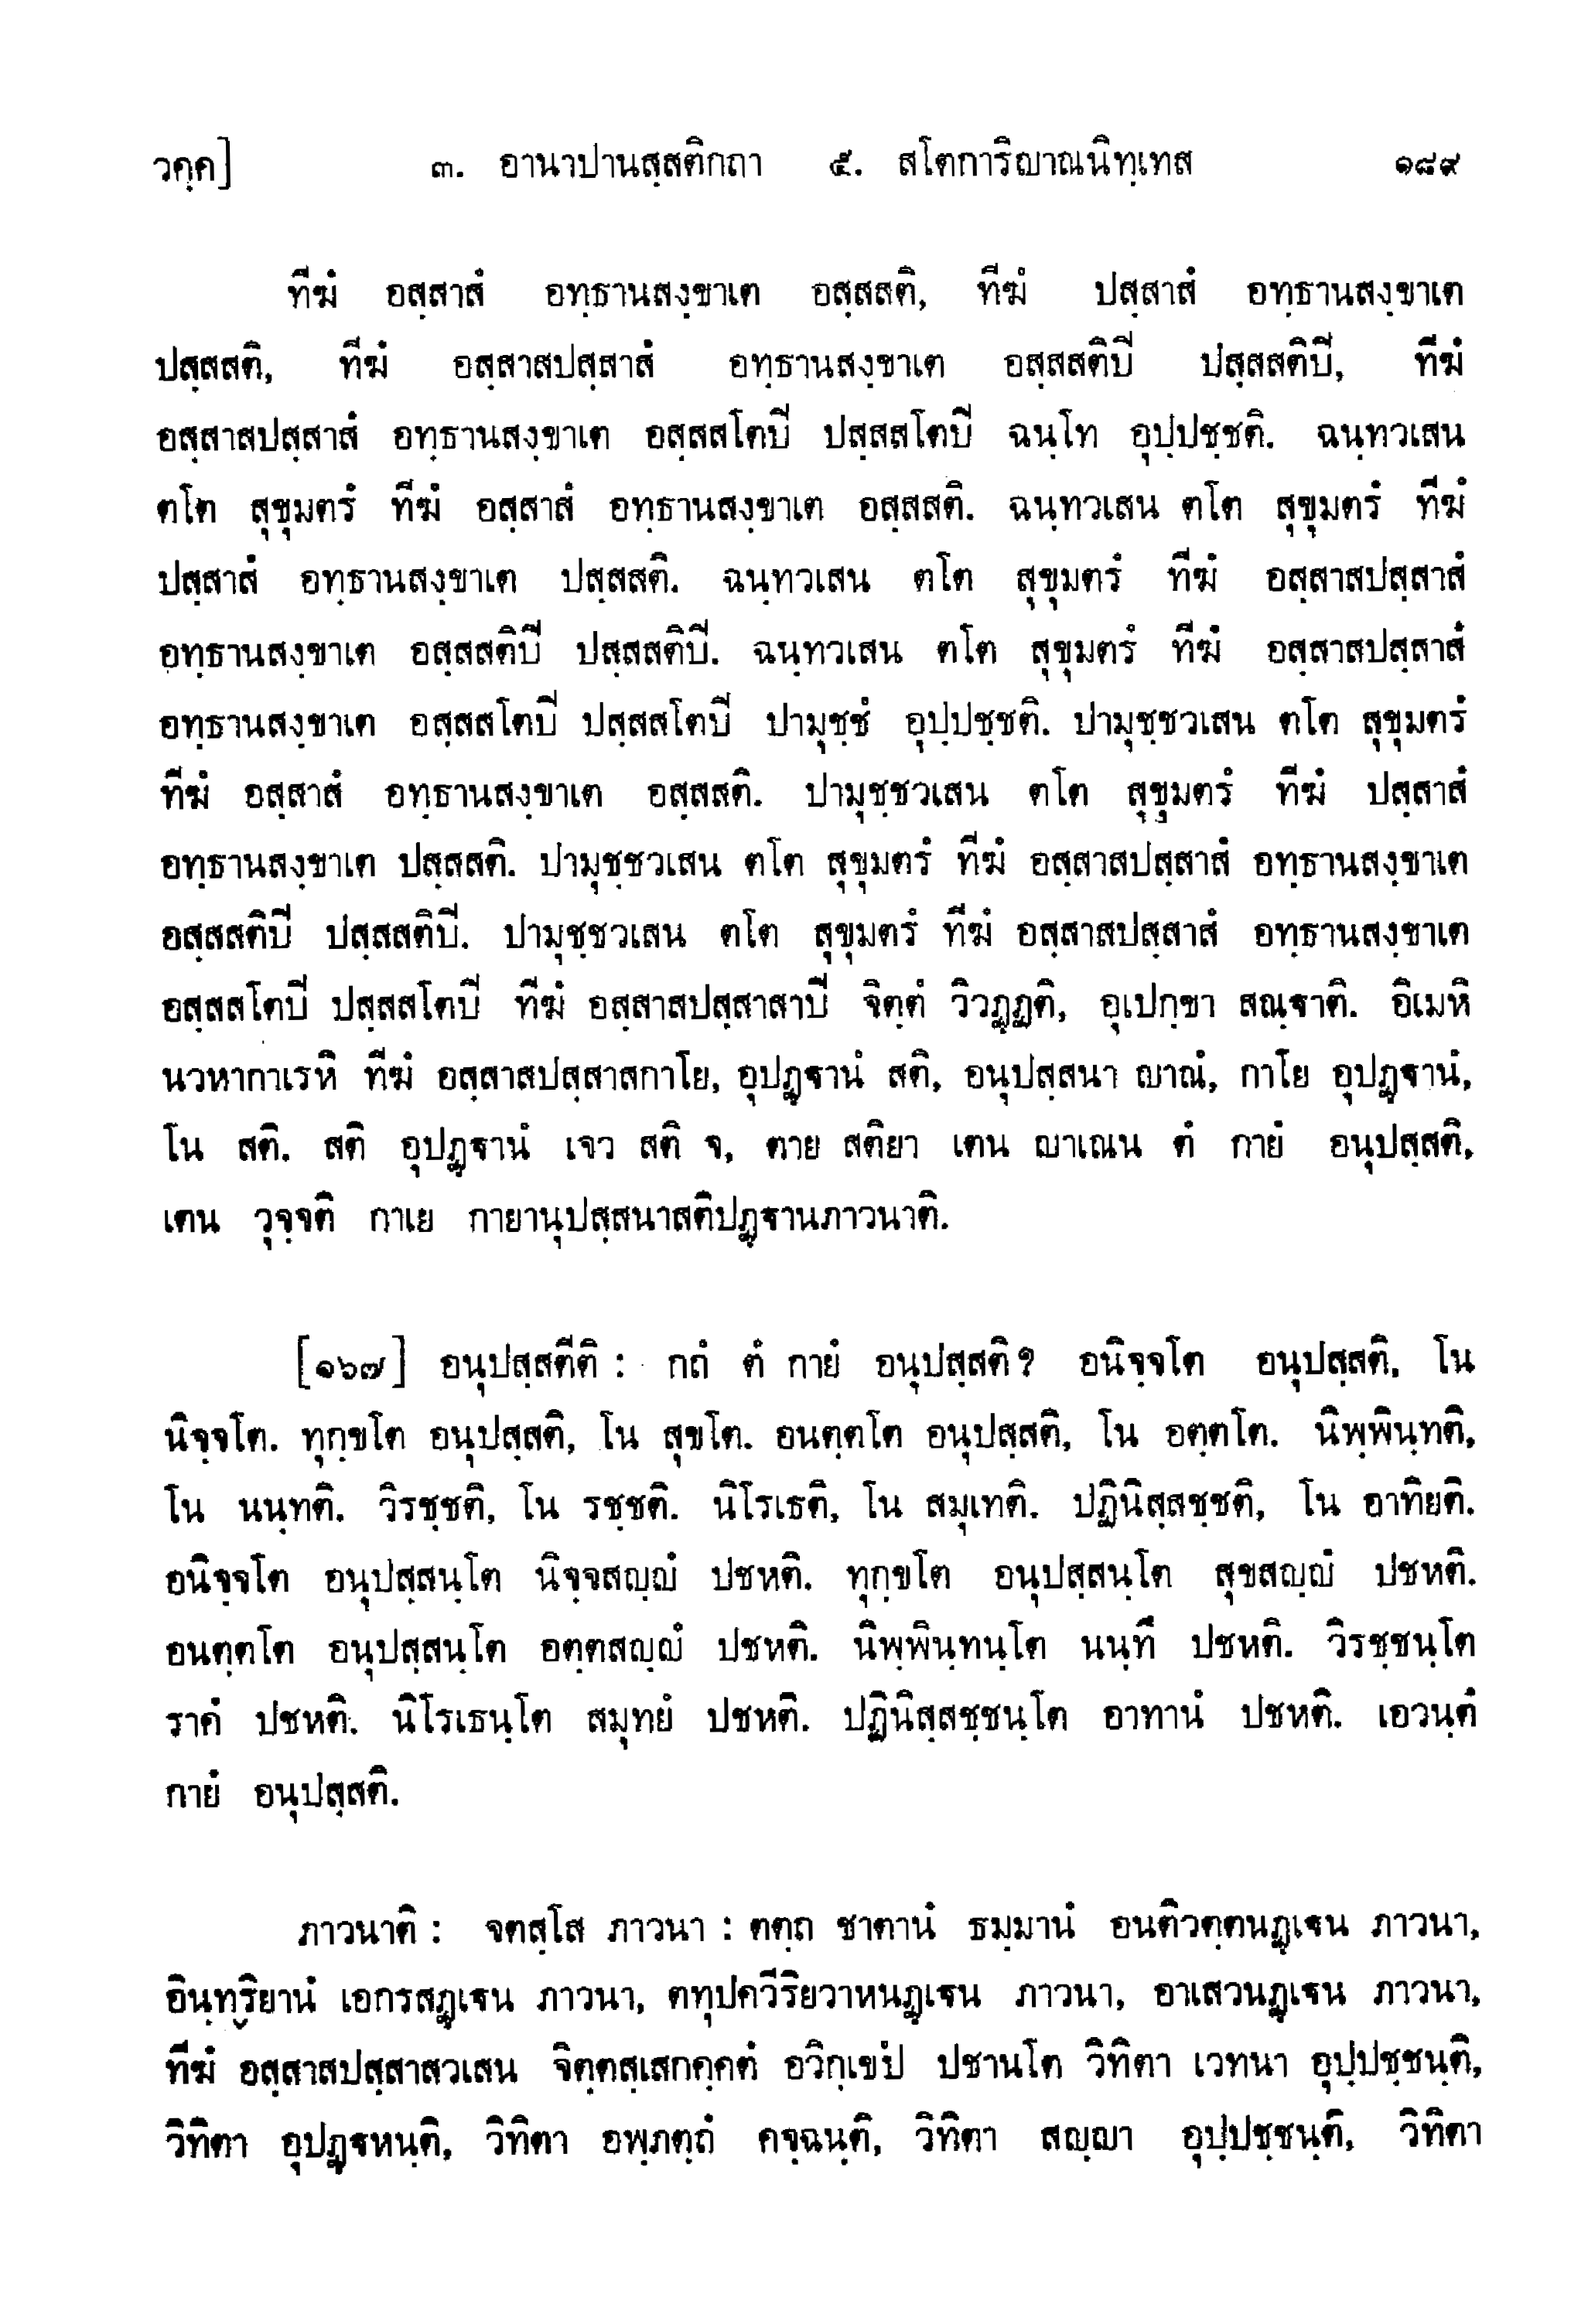 วคฺค]	๓. อานาปานสฺสติกถา ๕. สโตการิญาณนิทฺเทส	๑๘๙
ทีฆํ อสฺสาสํ อทฺธานสงฺขาเต อสฺสสติ, ทีฆํ ปสฺสาสํ อทฺธานสงฺขาเต
ปสฺสสติ, ทีฆํ อสฺสาสปสฺสาสํ อทฺธานสงฺขาเต อสฺสสติปิ ปสฺสสติปิ, ทีฆํ
อสฺสาสปสฺสาสํ อทฺธานสงฺขาเต อสฺสสโตปิ ปสฺสสโตปิ ฉนฺโท อุปฺปชฺชติ. ฉนฺทวเสน
ตโต สุขุมตรํ ทีฆํ อสฺสาสํ อทฺธานสงฺขาเต อสฺสสติ. ฉนฺทวเสน ตโต สุขุมตรํ ทีฆํ
ปสฺสาสํ อทฺธานสงฺขาเต ปสฺสสติ. ฉนฺทวเสน ตโต สุขุมตรํ ทีฆํ อสฺสาสปสฺสาสํ
อทฺธานสงฺขาเต อสฺสสติปิ ปสฺสสติปิ. ฉนฺทวเสน ตโต สุขุมตรํ ทีฆํ อสฺสาสปสฺสาสํ
อทฺธานสงฺขาเต อสฺสสโตปิ ปสฺสสโตปิ ปามุชฺชํ อุปฺปชฺชติ. ปามุชฺชวเสน ตโต สุขุมตรํ
ทีฆํ อสฺสาสํ อทฺธานสงฺขาเต อสฺสสติ. ปามุชฺชวเสน ตโต สุขุมตรํ ทีฆํ ปสฺสาสํ
อทฺธานสงฺขาเต ปสฺสสติ. ปามุชฺชวเสน ตโต สุขุมตรํ ทีฆํ อสฺสาสปสฺสาสํ อทฺธานสงฺขาเต
อสฺสสติปิ ปสฺสสติปิ. ปามุชฺชวเสน ตโต สุขุมตรํ ทีฆํ อสฺสาสปสฺสาสํ อทฺธานสงฺขาเต
อสฺสสโตปิ ปสฺสสโตปิ ทีฆํ อสฺสาสปสฺสาสาปิ จิตฺตํ วิวฏฺฏติ, อุเปกฺขา สณฺฐาติ. อิเมหิ
นวหากาเรหิ ทีฆํ อสฺสาสปสฺสาสกาโย, อุปฏฺฐานํ สติ, อนุปสฺสนา ญาณํ, กาโย อุปฏฺฐานํ,
โน สติ. สติ อุปฏฺฐานํ เจว สติ จ, ตาย สติยา เตน ญาเณน ตํ กายํ อนุปสฺสติ,
เตน วุจฺจติ กาเย กายานุปสฺสนาสติปฏฺฐานภาวนาติ.
[๑๖๗] อนุปสฺสตีติ : กถํ ตํ กายํ อนุปสฺสติ? อนิจฺจโต อนุปสฺสติ, โน
นิจฺจโต. ทุกฺขโต อนุปสฺสติ, โน สุขโต. อนตฺตโต อนุปสฺสติ, โน อตฺตโต. นิพฺพินฺทติ,
โน นนฺทติ. วิรชฺชติ, โน รชฺชติ. นิโรเธติ, โน สมุเทติ. ปฏินิสฺสชฺชติ, โน อาทิยติ.
อนิจฺจโต อนุปสฺสนฺโต นิจฺจสญฺญํ ปชหติ. ทุกฺขโต อนุปสฺสนฺโต สุขสญฺญํ ปชหติ.
อนตฺตโต อนุปสฺสนฺโต อตฺตสญฺญํ ปชหติ. นิพฺพินฺทนฺโต นนฺทึ ปชหติ. วิรชฺชนฺโต
ราคํ ปชหติ. นิโรเธนฺโต สมุทยํ ปชหติ. ปฏินิสฺสชฺชนฺโต อาทานํ ปชหติ. เอวนฺตํ
กายํ อนุปสฺสติ.
ภาวนาติ : จตสฺโส ภาวนา : ตตฺถ ชาตานํ ธมฺมานํ อนติวตฺตนฏฺเฐน ภาวนา,
อินฺทฺริยานํ เอกรสฏฺเฐน ภาวนา, ตทุปควีริยวาหนฏฺเฐน ภาวนา, อาเสวนฏฺเฐน ภาวนา,
ทีฆํ อสฺสาสปสฺสาสวเสน จิตฺตสฺเสกคฺคตํ อวิกฺเขปํ ปชานโต วิทิตา เวทนา อุปฺปชฺชนฺติ,
วิทิตา อุปฏฺฐหนฺติ, วิทิตา อพฺภตฺถํ คจฺฉนฺติ, วิทิตา สญฺญา อุปฺปชฺชนฺติ, วิทิตา